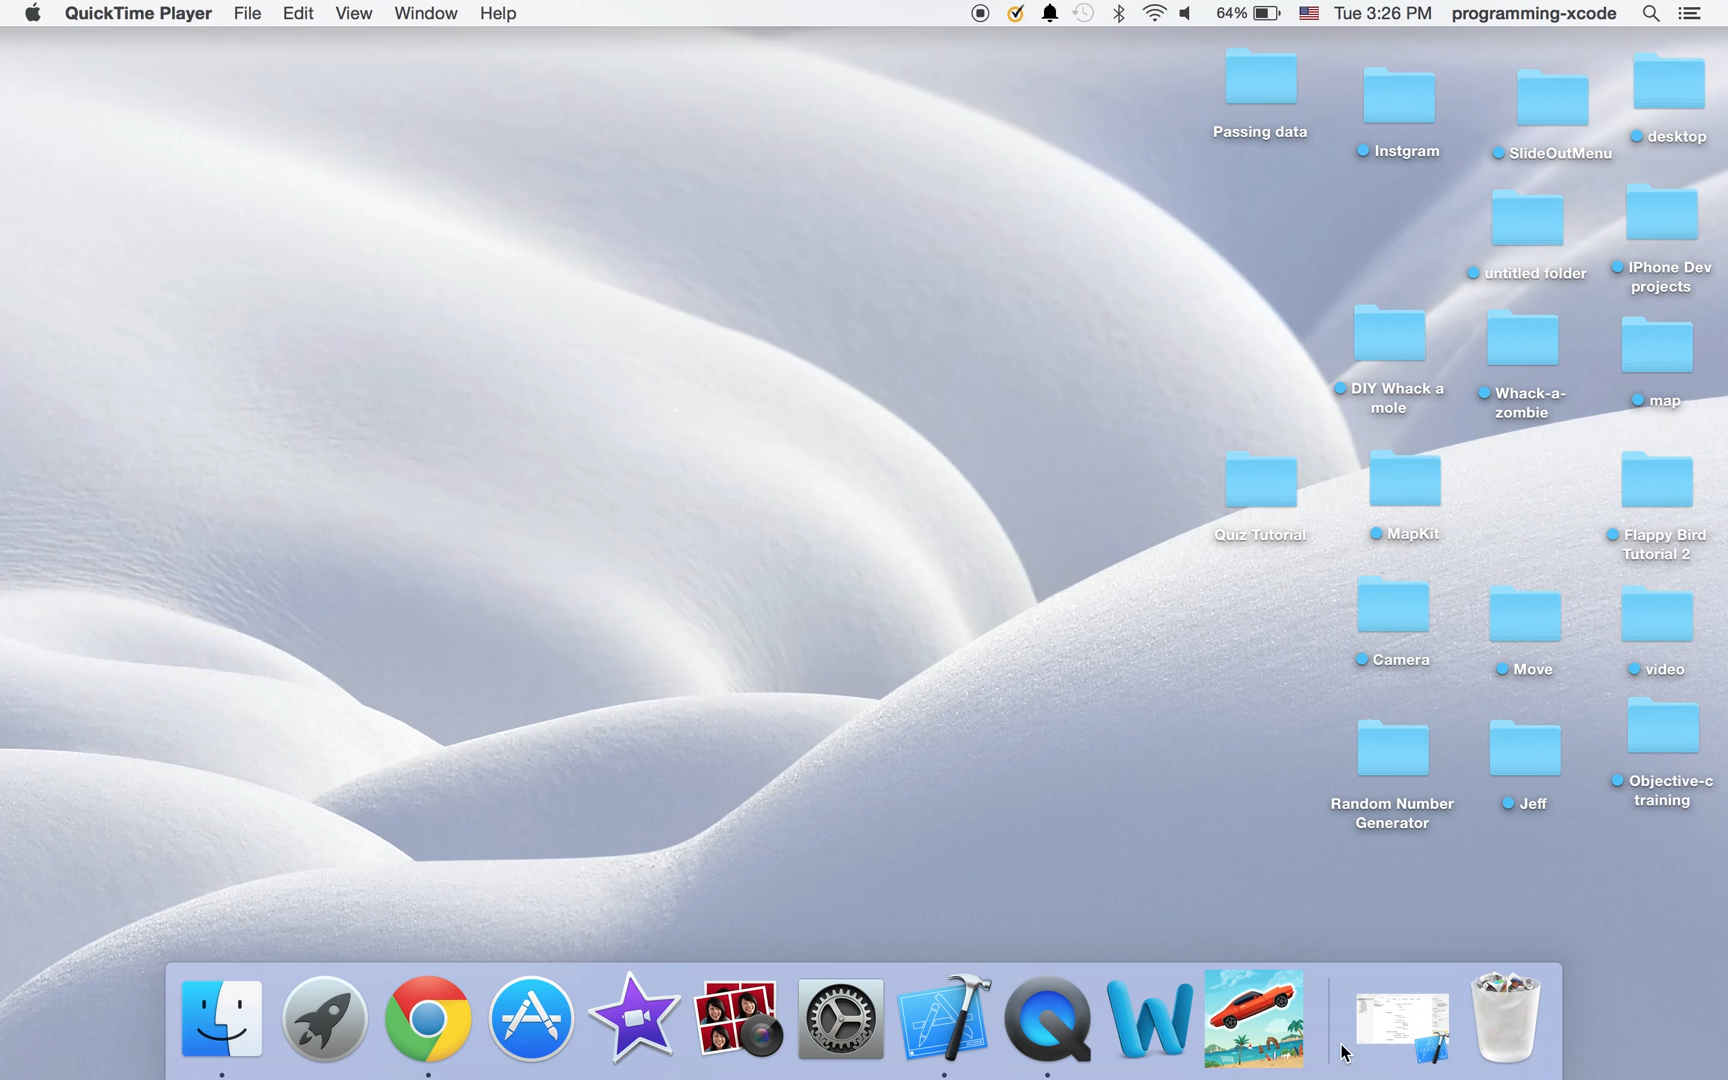 QuickTime Player File Edit View Window Help 64% Tue 3:26 PM programming-xcode
Passing data
Instgram
SlideOutMenu
desktop
untitled folder
IPhone Dev
projects
DIY Whack a
mole
Whack-a-
zombie
map
Quiz Tutorial
MapKit
Flappy Bird
Tutorial 2
Camera
Move
video
Random Number
Generator
Jeff
Objective-c
training